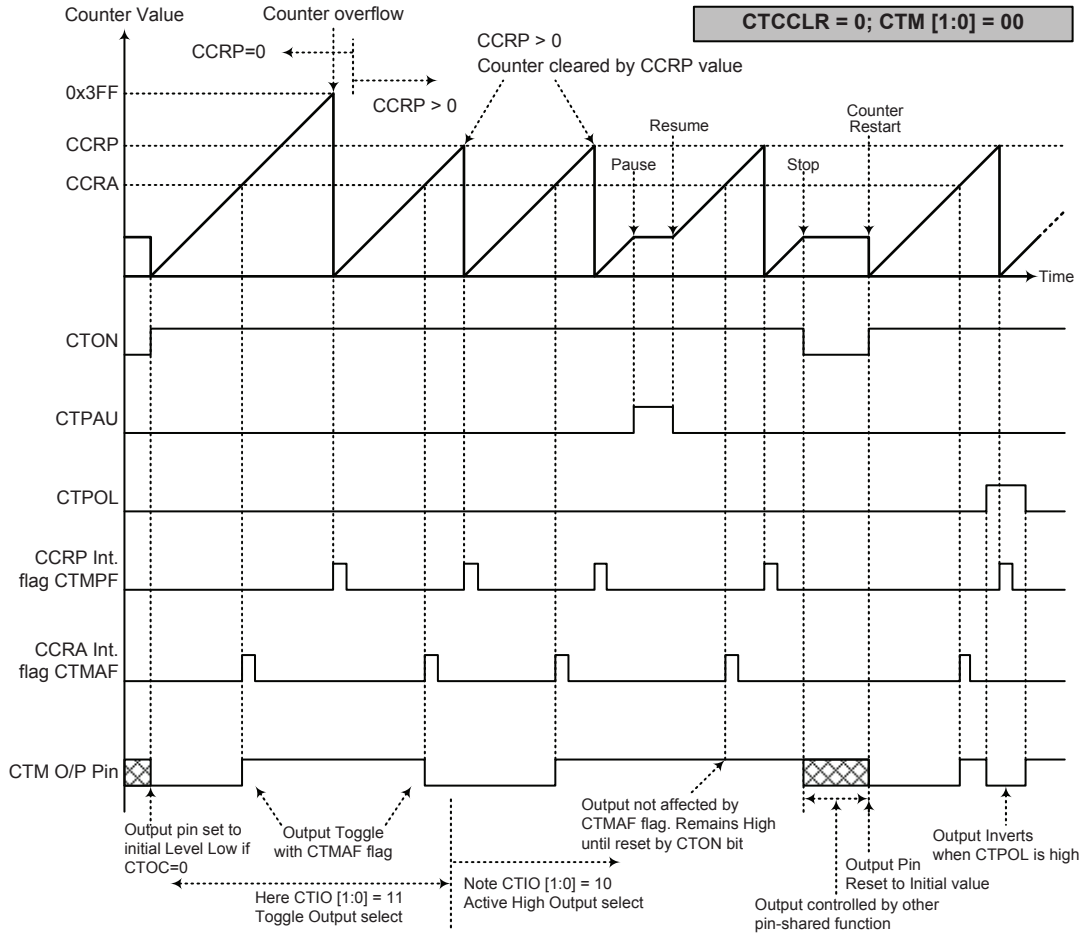 Counter Value
Counter overflow
CTCCLR = 0; CTM [1:0] = 00
CCRP=0
CCRP > 0
CCRP > 0
Counter cleared by CCRP value
0x3FF
CCRP
CCRA
Pause
Resume
Stop
Counter
Restart
Time
CTON
CTPAU
CTPOL
CCRP Int.
flag CTMPF
CCRA Int.
flag CTMAF
CTM O/P Pin
Output pin set to
initial Level Low if
CTOC=0
Output Toggle
with CTMAF flag
Here CTIO [1:0] = 11
Toggle Output select
Note CTIO [1:0] = 10
Active High Output select
Output not affected by
CTMAF flag. Remains High
until reset by CTON bit
Output Pin
Reset to Initial value
Output controlled by other
pin-shared function
Output Inverts
when CTPOL is high